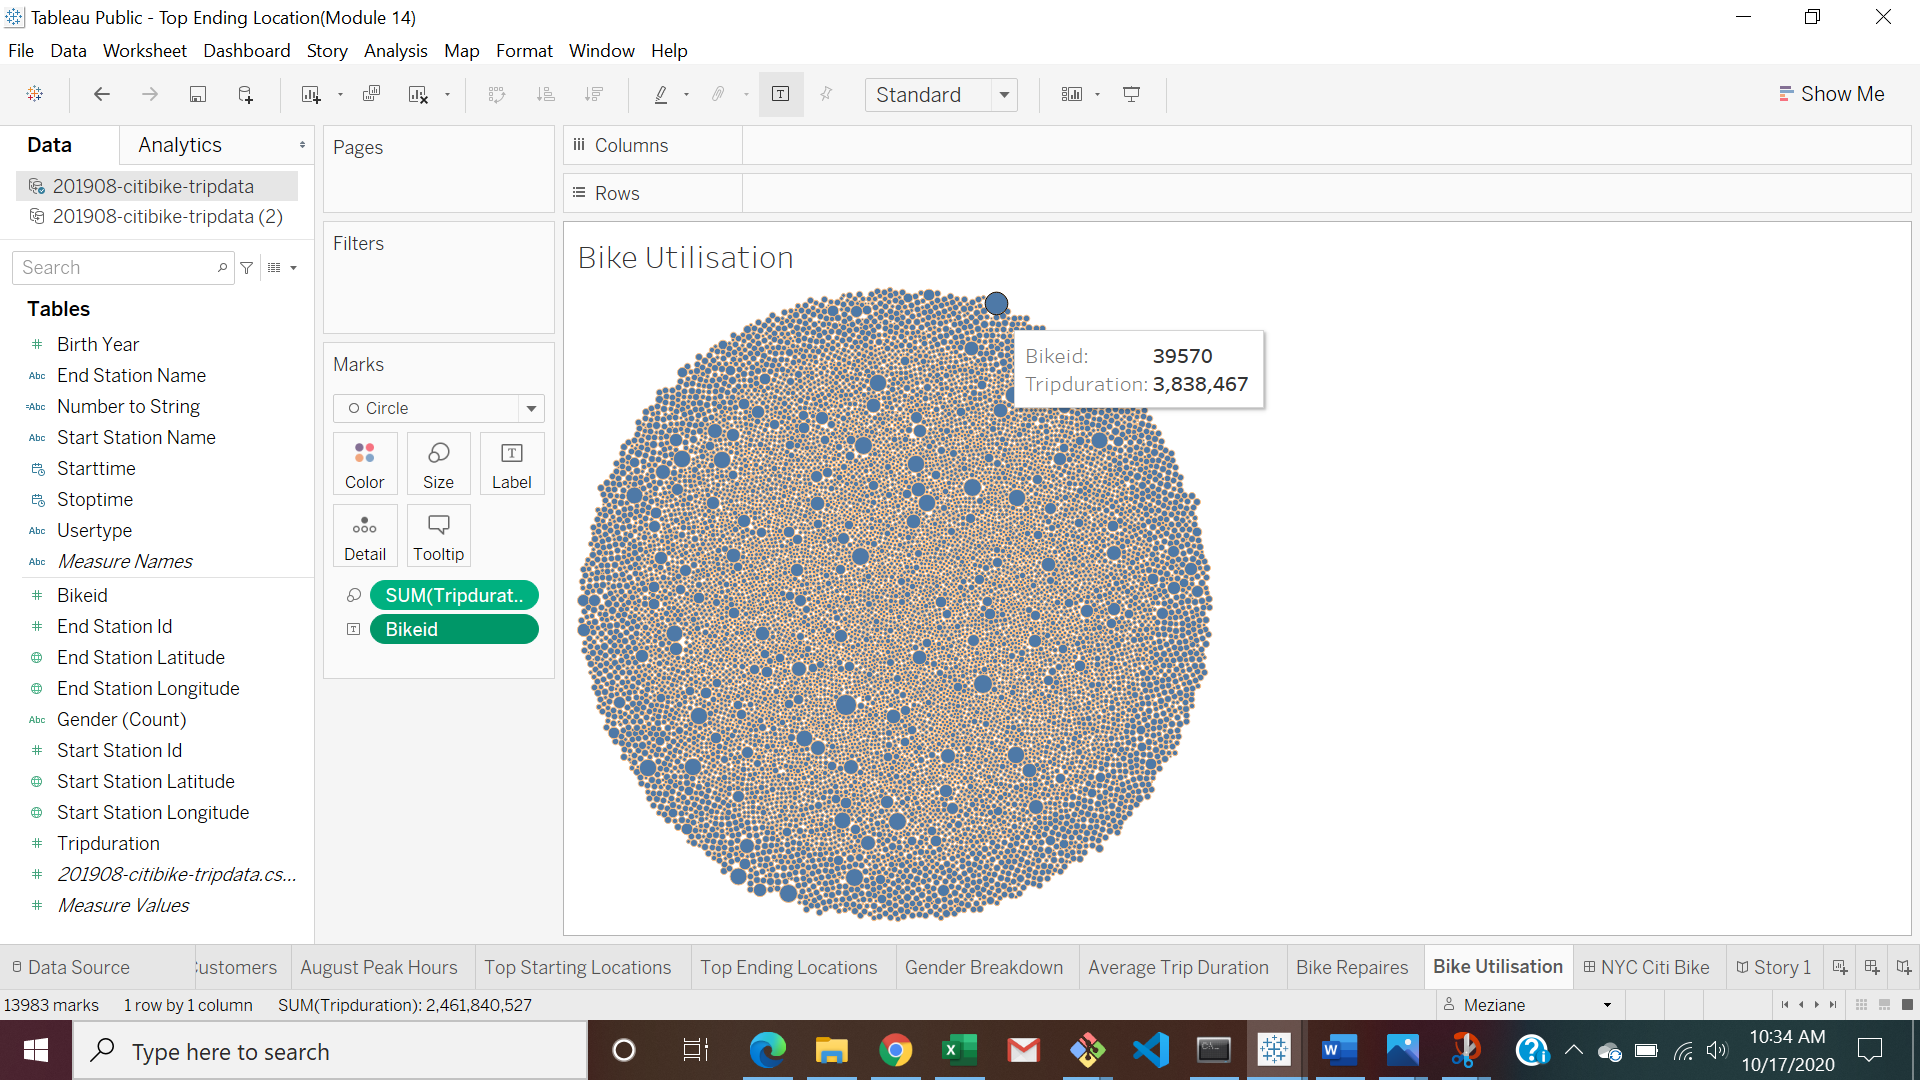 Tableau Public - Top Ending Location(Module 14)
File Data Worksheet Dashboard Story Analysis Map Format Window Help
Standard
Show Me
Data Analytics
201908-citibike-tripdata
201908-citibike-tripdata (2)
Search
Tables
# Birth Year
Abc End Station Name
=Abc Number to String
Abc Start Station Name
Starttime
Stoptime
Abc Usertype
Abc Measure Names
# Bikeid
# End Station Id
End Station Latitude
End Station Longitude
Abc Gender (Count)
# Start Station Id
Start Station Latitude
Start Station Longitude
# Tripduration
# 201908-citibike-tripdata.cs...
# Measure Values
Pages
Filters
Marks
Circle
Color Size Label
Detail Tooltip
SUM(Tripdurat..
Bikeid
Columns
Rows
Bike Utilisation
Bikeid: 39570
Tripduration: 3,838,467
Data Source ustomers August Peak Hours Top Starting Locations Top Ending Locations Gender Breakdown Average Trip Duration Bike Repaires Bike Utilisation NYC Citi Bike Story 1
13983 marks 1 row by 1 column SUM(Tripduration): 2,461,840,527
Meziane
Type here to search
10:34 AM
10/17/2020